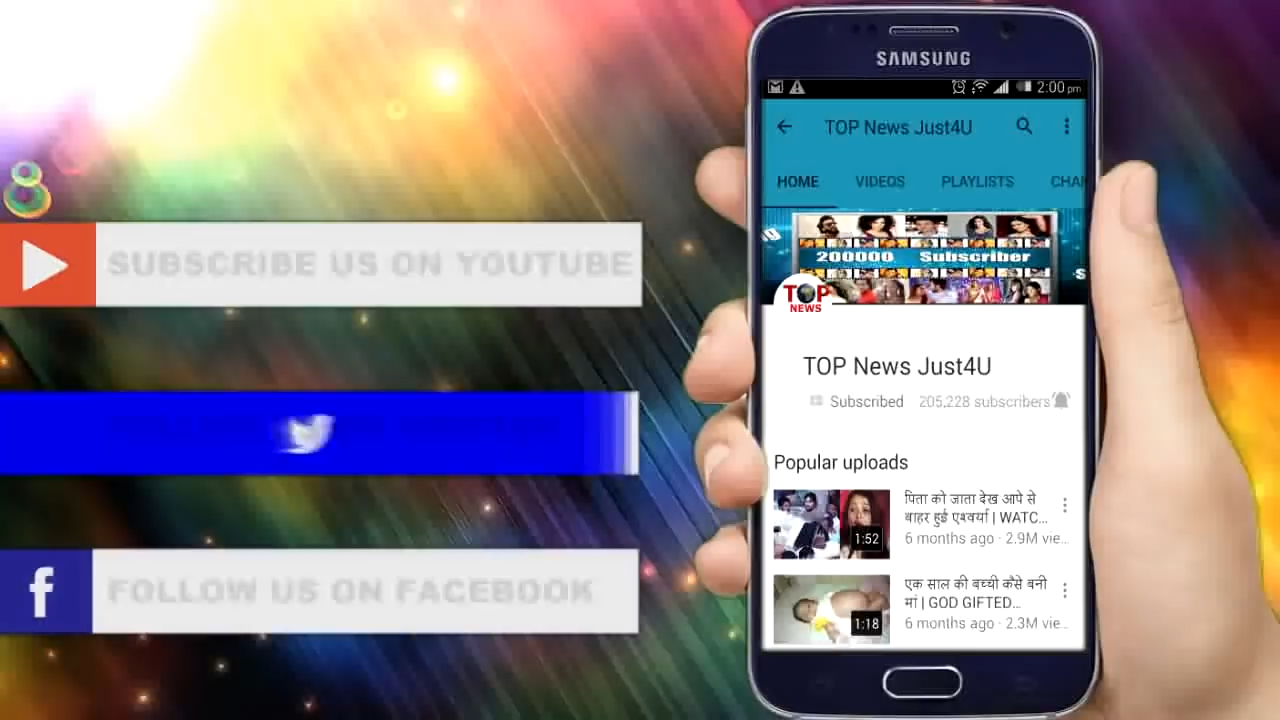 SUBSCRIBE US ON YOUTUBE
FOLLOW US ON FACEBOOK
SAMSUNG
2:00 pm
TOP News Just4U
HOME VIDEOS PLAYLISTS CHAN
200000 Subscriber
TOP
NEWS
TOP News Just4U
Subscribed 205,228 subscribers
Popular uploads
पिता को जाता देख आपे से
बाहर हुई एश्वर्या | WATC...
6 months ago · 2.9M vie...
1:52
एक साल की बच्ची कैसे बनी
मां | GOD GIFTED...
6 months ago · 2.3M vie...
1:18